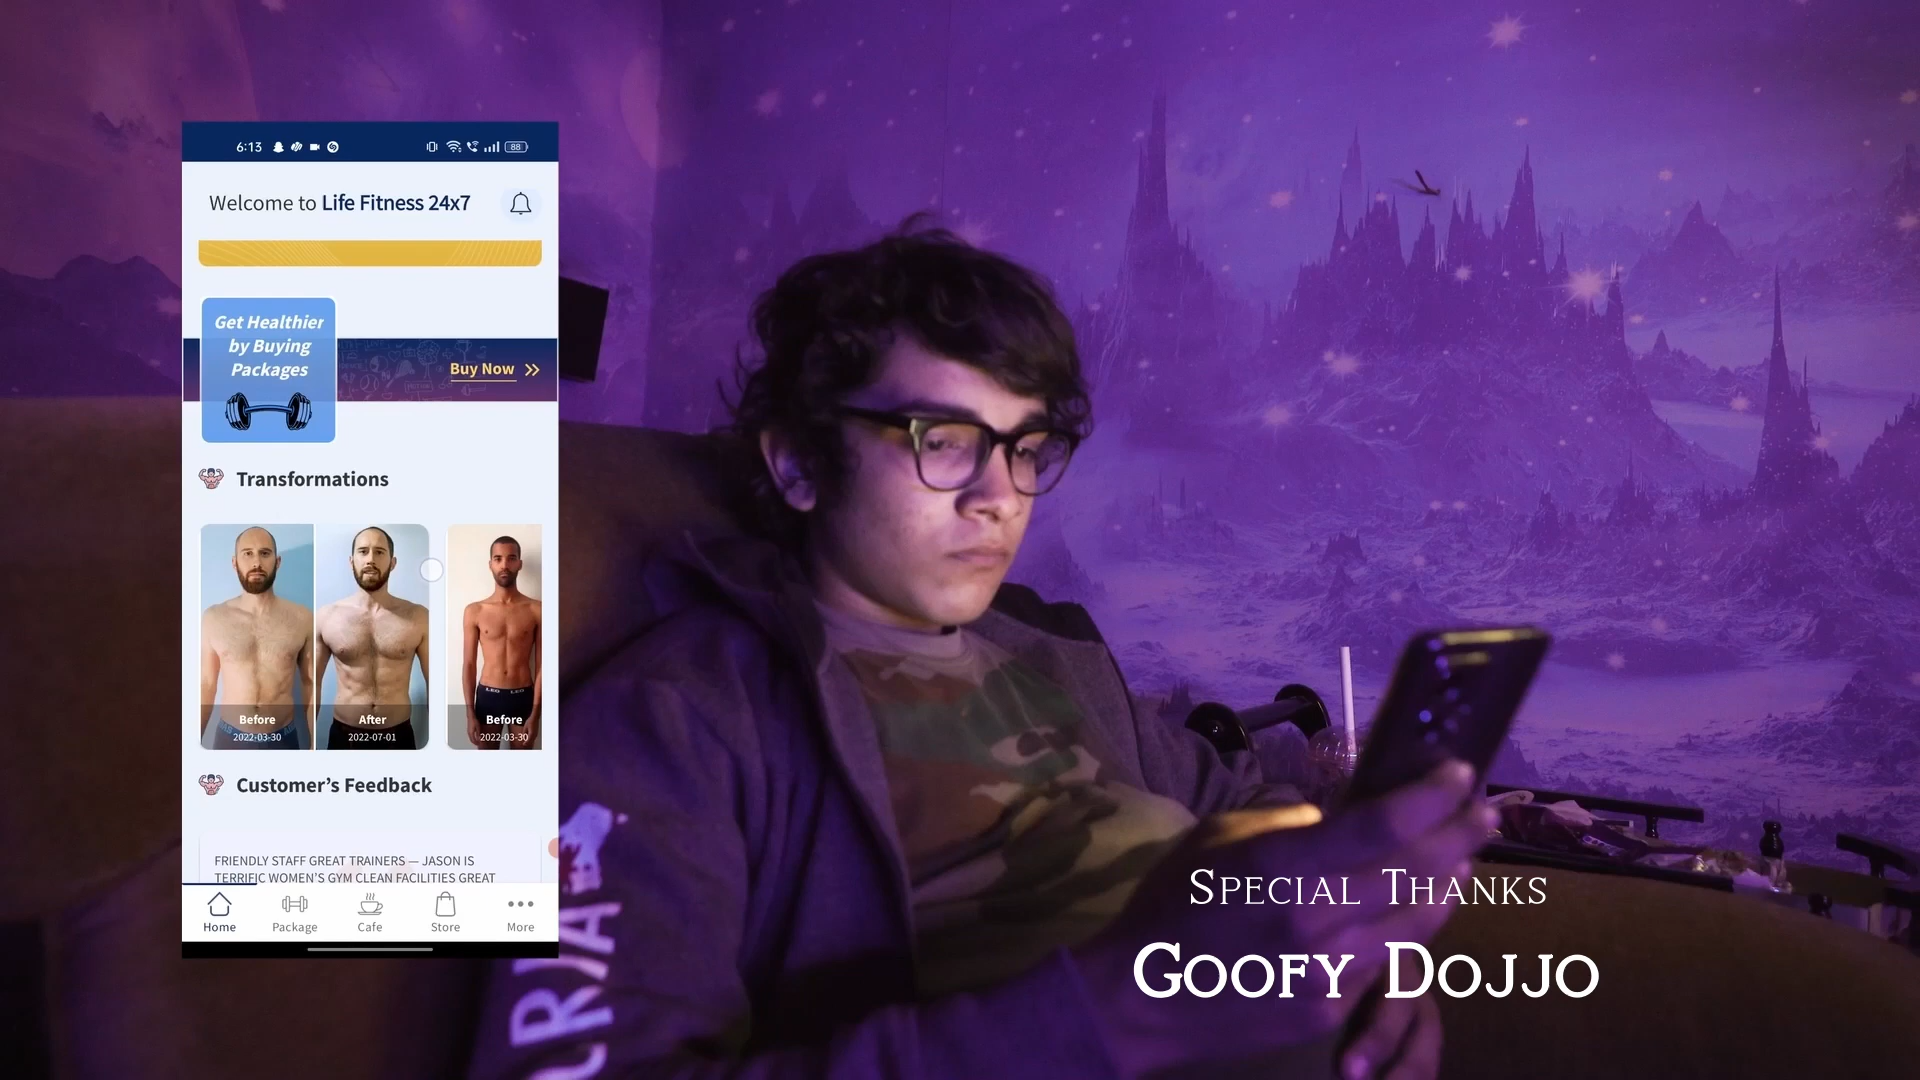 6:13
88
Welcome to Life Fitness 24x7
Get Healthier
by Buying
Packages
Buy Now
Transformations
Before
2022-03-30
After
2022-07-01
Before
2022-03-30
Customer’s Feedback
FRIENDLY STAFF GREAT TRAINERS — JASON IS
TERRIFIC WOMEN’S GYM CLEAN FACILITIES GREAT
Home
Package
Cafe
Store
More
Special Thanks
Goofy Dojjo